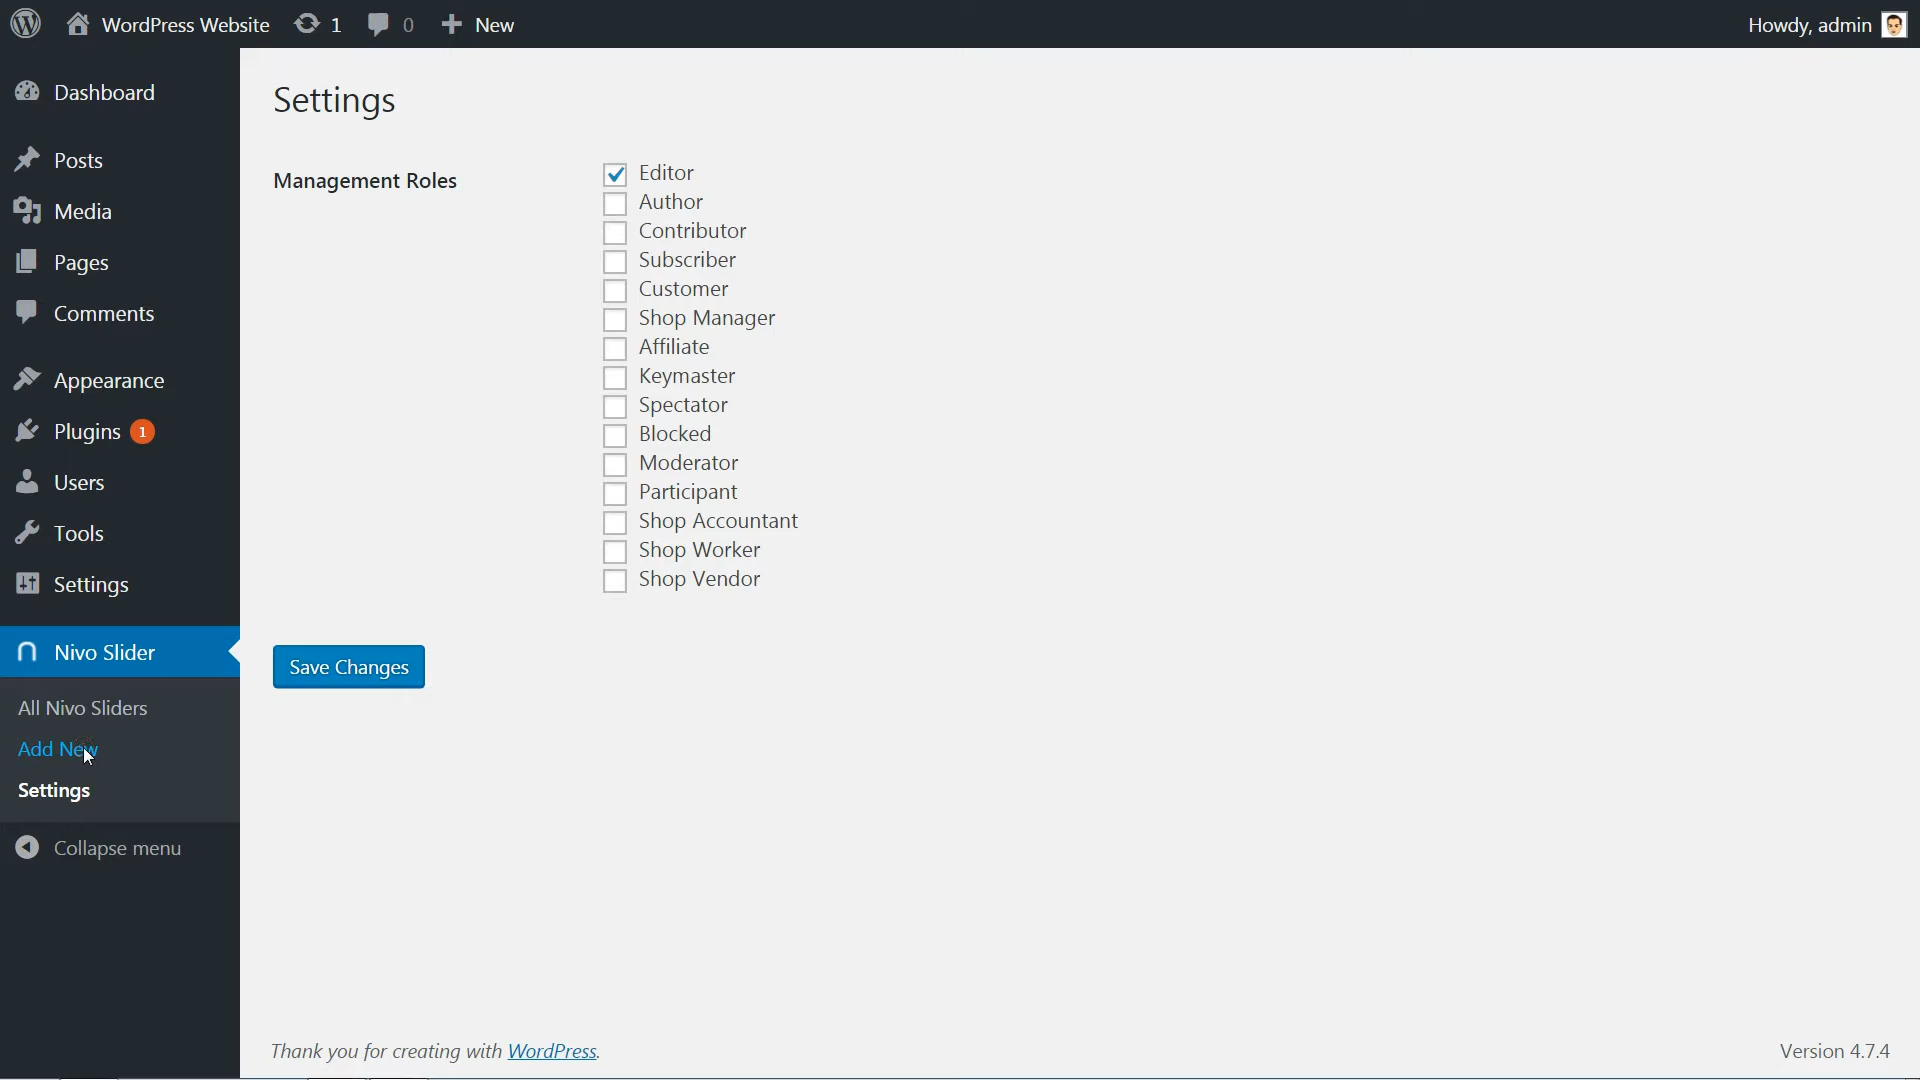 WordPress Website 1 0 New Howdy, admin
Dashboard
Posts
Media
Pages
Comments
Appearance
Plugins 1
Users
Tools
Settings
Nivo Slider
All Nivo Sliders
Add New
Settings
Collapse menu
Settings
Management Roles
Editor
Author
Contributor
Subscriber
Customer
Shop Manager
Affiliate
Keymaster
Spectator
Blocked
Moderator
Participant
Shop Accountant
Shop Worker
Shop Vendor
Save Changes
Thank you for creating with WordPress.
Version 4.7.4